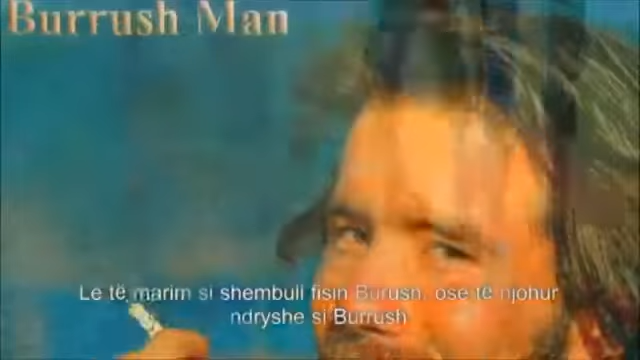 Burrush Man
Le të marim si shembull fisin Burush, ose të njohur
ndryshe si Burrush